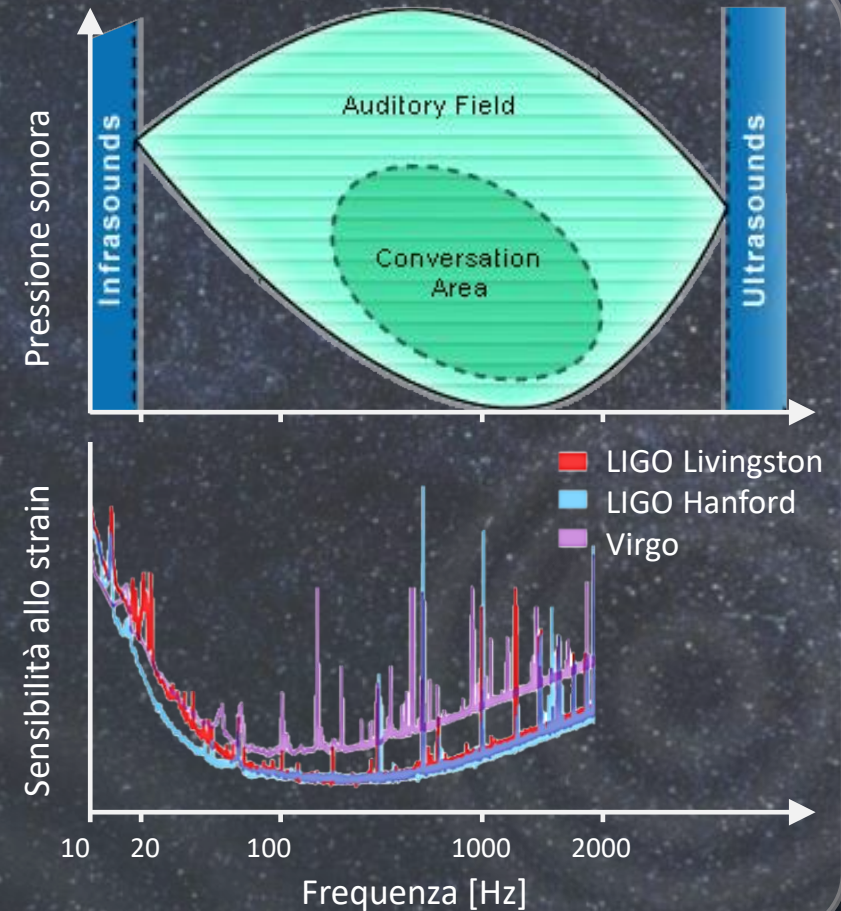 Pressione sonora
Infrasounds
Auditory Field
Conversation
Area
Ultrasounds
Sensibilità allo strain
LIGO Livingston
LIGO Hanford
Virgo
10 20 100 1000 2000
Frequenza [Hz]